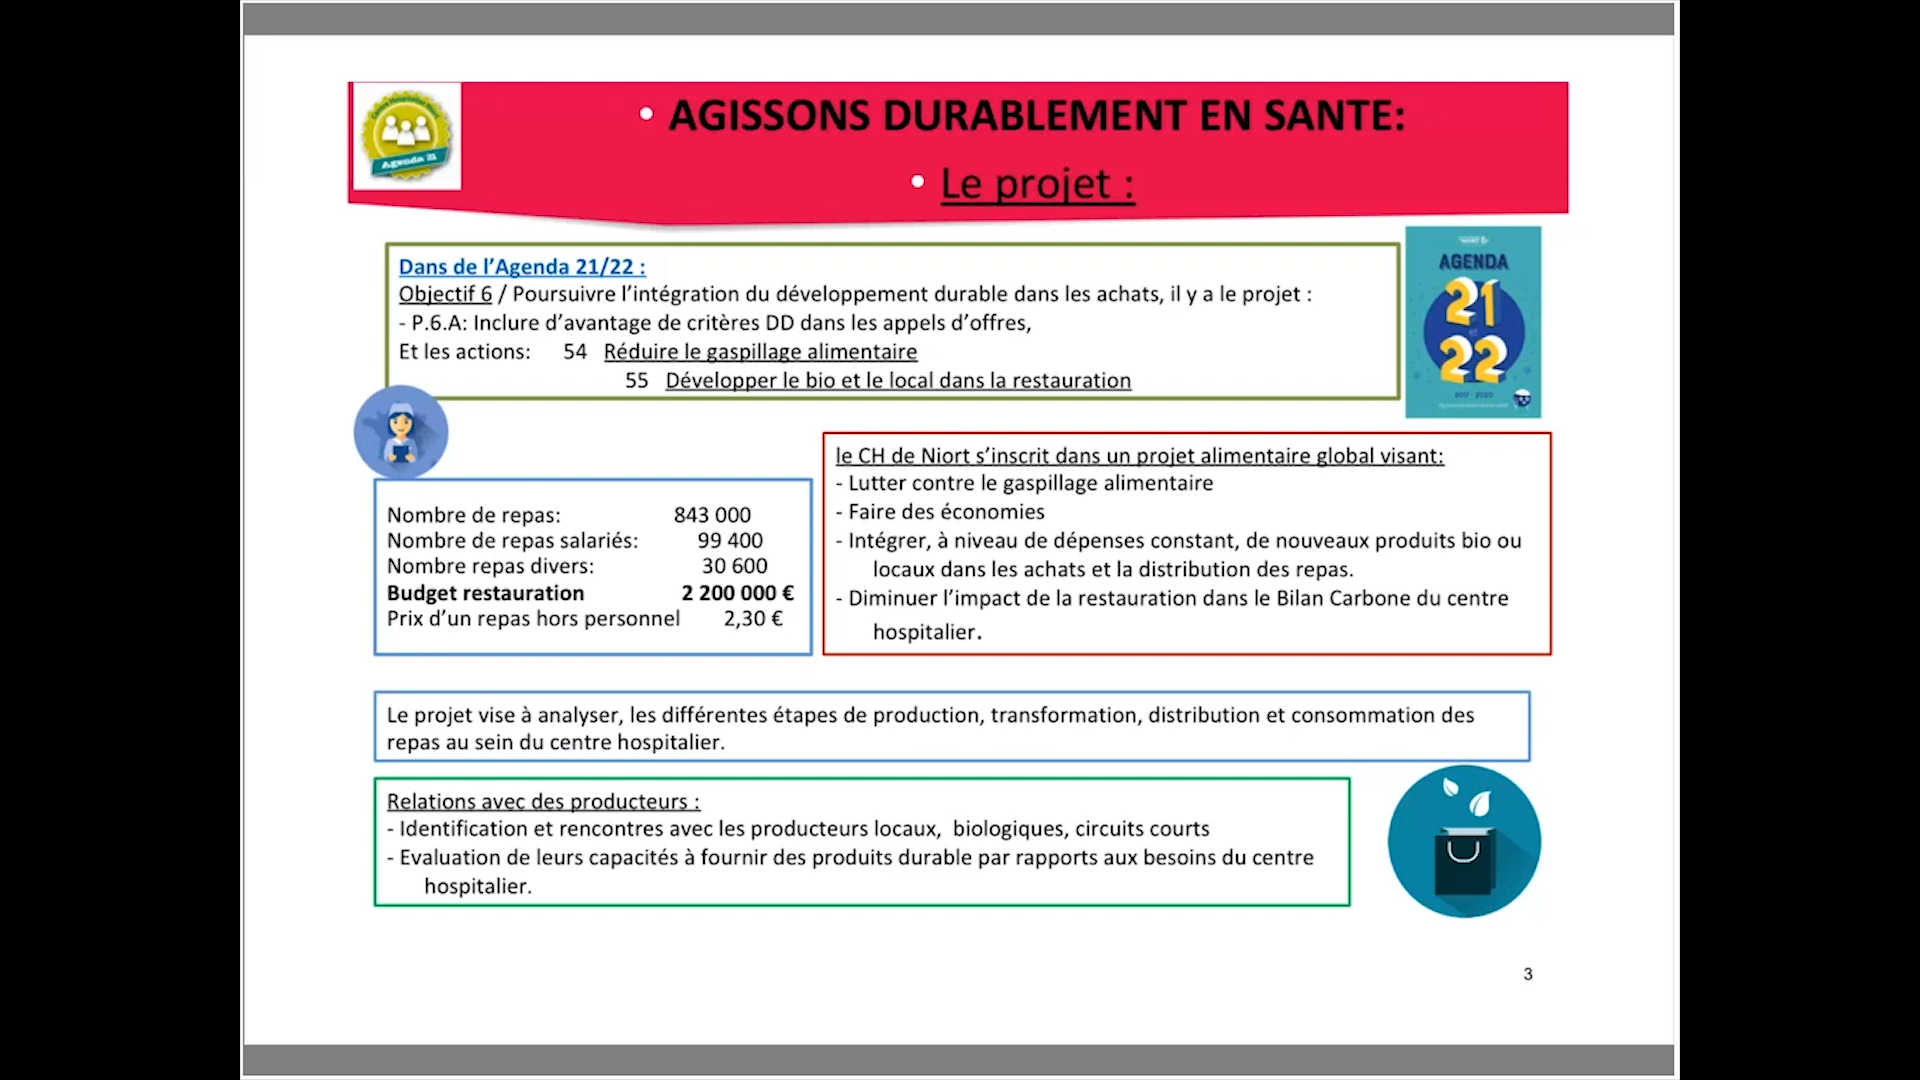 Centre Hospitalier Niort
Agenda 21
• AGISSONS DURABLEMENT EN SANTE:
• Le projet :
Dans de l’Agenda 21/22 :
Objectif 6 / Poursuivre l’intégration du développement durable dans les achats, il y a le projet :
- P.6.A: Inclure d’avantage de critères DD dans les appels d’offres,
Et les actions: 54 Réduire le gaspillage alimentaire
55 Développer le bio et le local dans la restauration
AGENDA
21
et
22
2017 - 2020
Nombre de repas: 843 000
Nombre de repas salariés: 99 400
Nombre repas divers: 30 600
Budget restauration 2 200 000 €
Prix d’un repas hors personnel 2,30 €
le CH de Niort s’inscrit dans un projet alimentaire global visant:
- Lutter contre le gaspillage alimentaire
- Faire des économies
- Intégrer, à niveau de dépenses constant, de nouveaux produits bio ou
locaux dans les achats et la distribution des repas.
- Diminuer l’impact de la restauration dans le Bilan Carbone du centre
hospitalier.
Le projet vise à analyser, les différentes étapes de production, transformation, distribution et consommation des
repas au sein du centre hospitalier.
Relations avec des producteurs :
- Identification et rencontres avec les producteurs locaux, biologiques, circuits courts
- Evaluation de leurs capacités à fournir des produits durable par rapports aux besoins du centre
hospitalier.
3